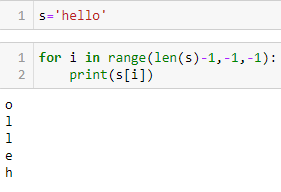 1 s='hello'
1 for i in range(len(s)-1,-1,-1):
2     print(s[i])
o
l
l
e
h